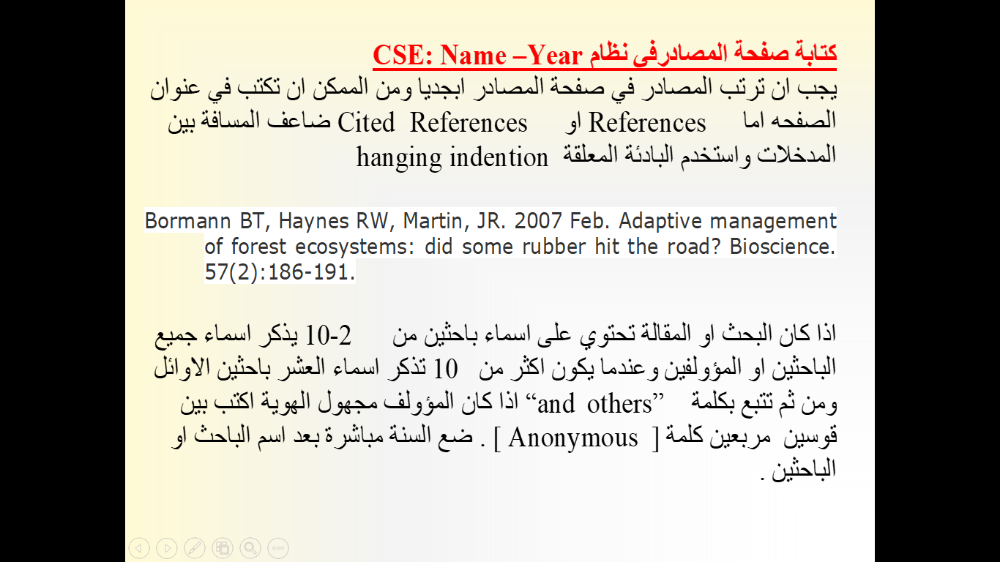 كتابة صفحة المصادرفي نظام CSE: Name –Year
يجب ان ترتب المصادر في صفحة المصادر ابجديا ومن الممكن ان تكتب في عنوان
الصفحه اما References او Cited References ضاعف المسافة بين
المدخلات واستخدم البادئة المعلقة hanging indention
Bormann BT, Haynes RW, Martin, JR. 2007 Feb. Adaptive management
of forest ecosystems: did some rubber hit the road? Bioscience.
57(2):186-191.
اذا كان البحث او المقالة تحتوي على اسماء باحثين من 2-10 يذكر اسماء جميع
الباحثين او المؤولفين وعندما يكون اكثر من 10 تذكر اسماء العشر باحثين الاوائل
ومن ثم تتبع بكلمة “and others” اذا كان المؤولف مجهول الهوية اكتب بين
قوسين مربعين كلمة [ Anonymous ] . ضع السنة مباشرة بعد اسم الباحث او
الباحثين .